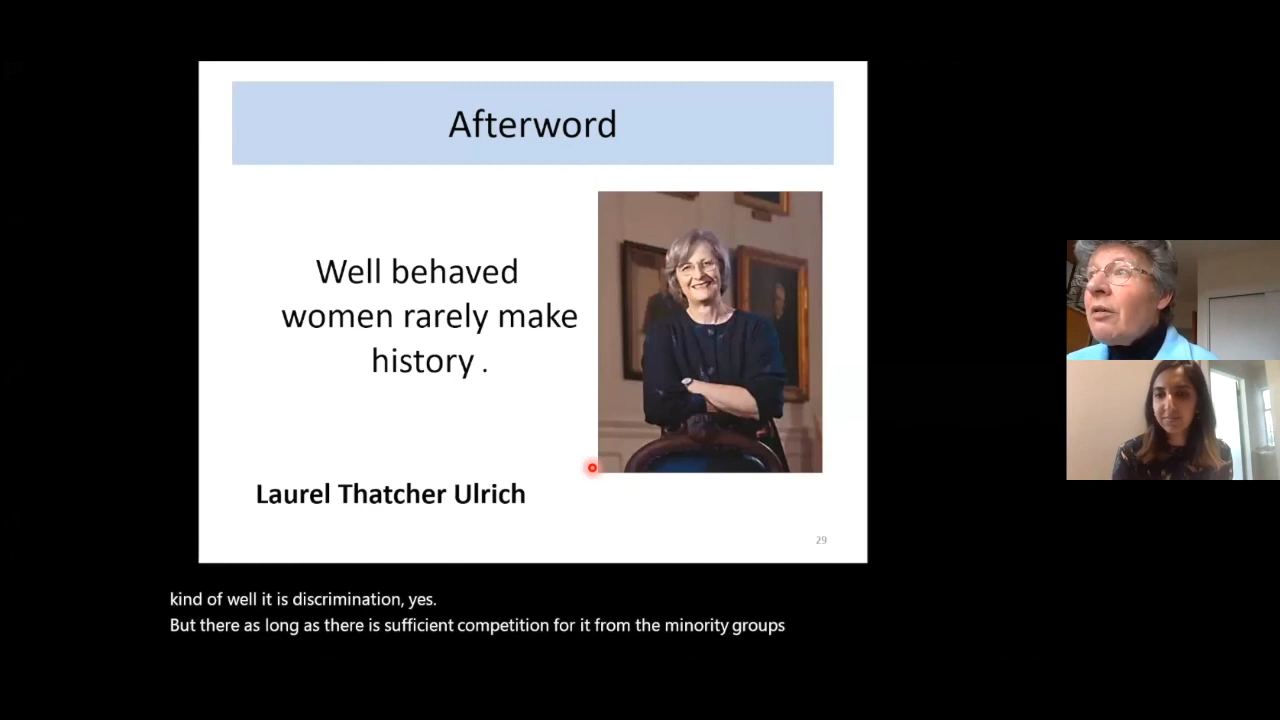 Afterword
Well behaved
women rarely make
history .
Laurel Thatcher Ulrich
29
kind of well it is discrimination, yes.
But there as long as there is sufficient competition for it from the minority groups